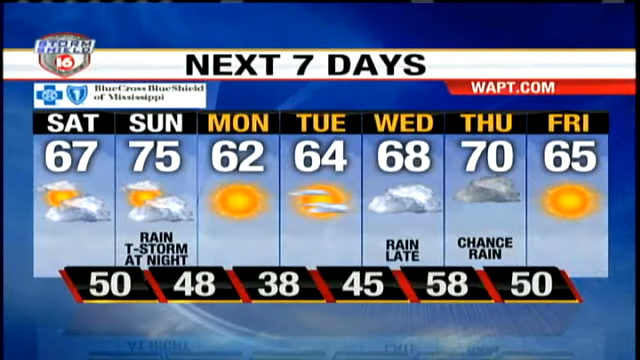 STORM
SHIELD
16
NEXT 7 DAYS
WAPT.COM
BlueCross BlueShield
of Mississippi
SAT SUN MON TUE WED THU FRI
67 75 62 64 68 70 65
RAIN
T-STORM
AT NIGHT
RAIN
LATE
CHANCE
RAIN
50 48 38 45 58 50